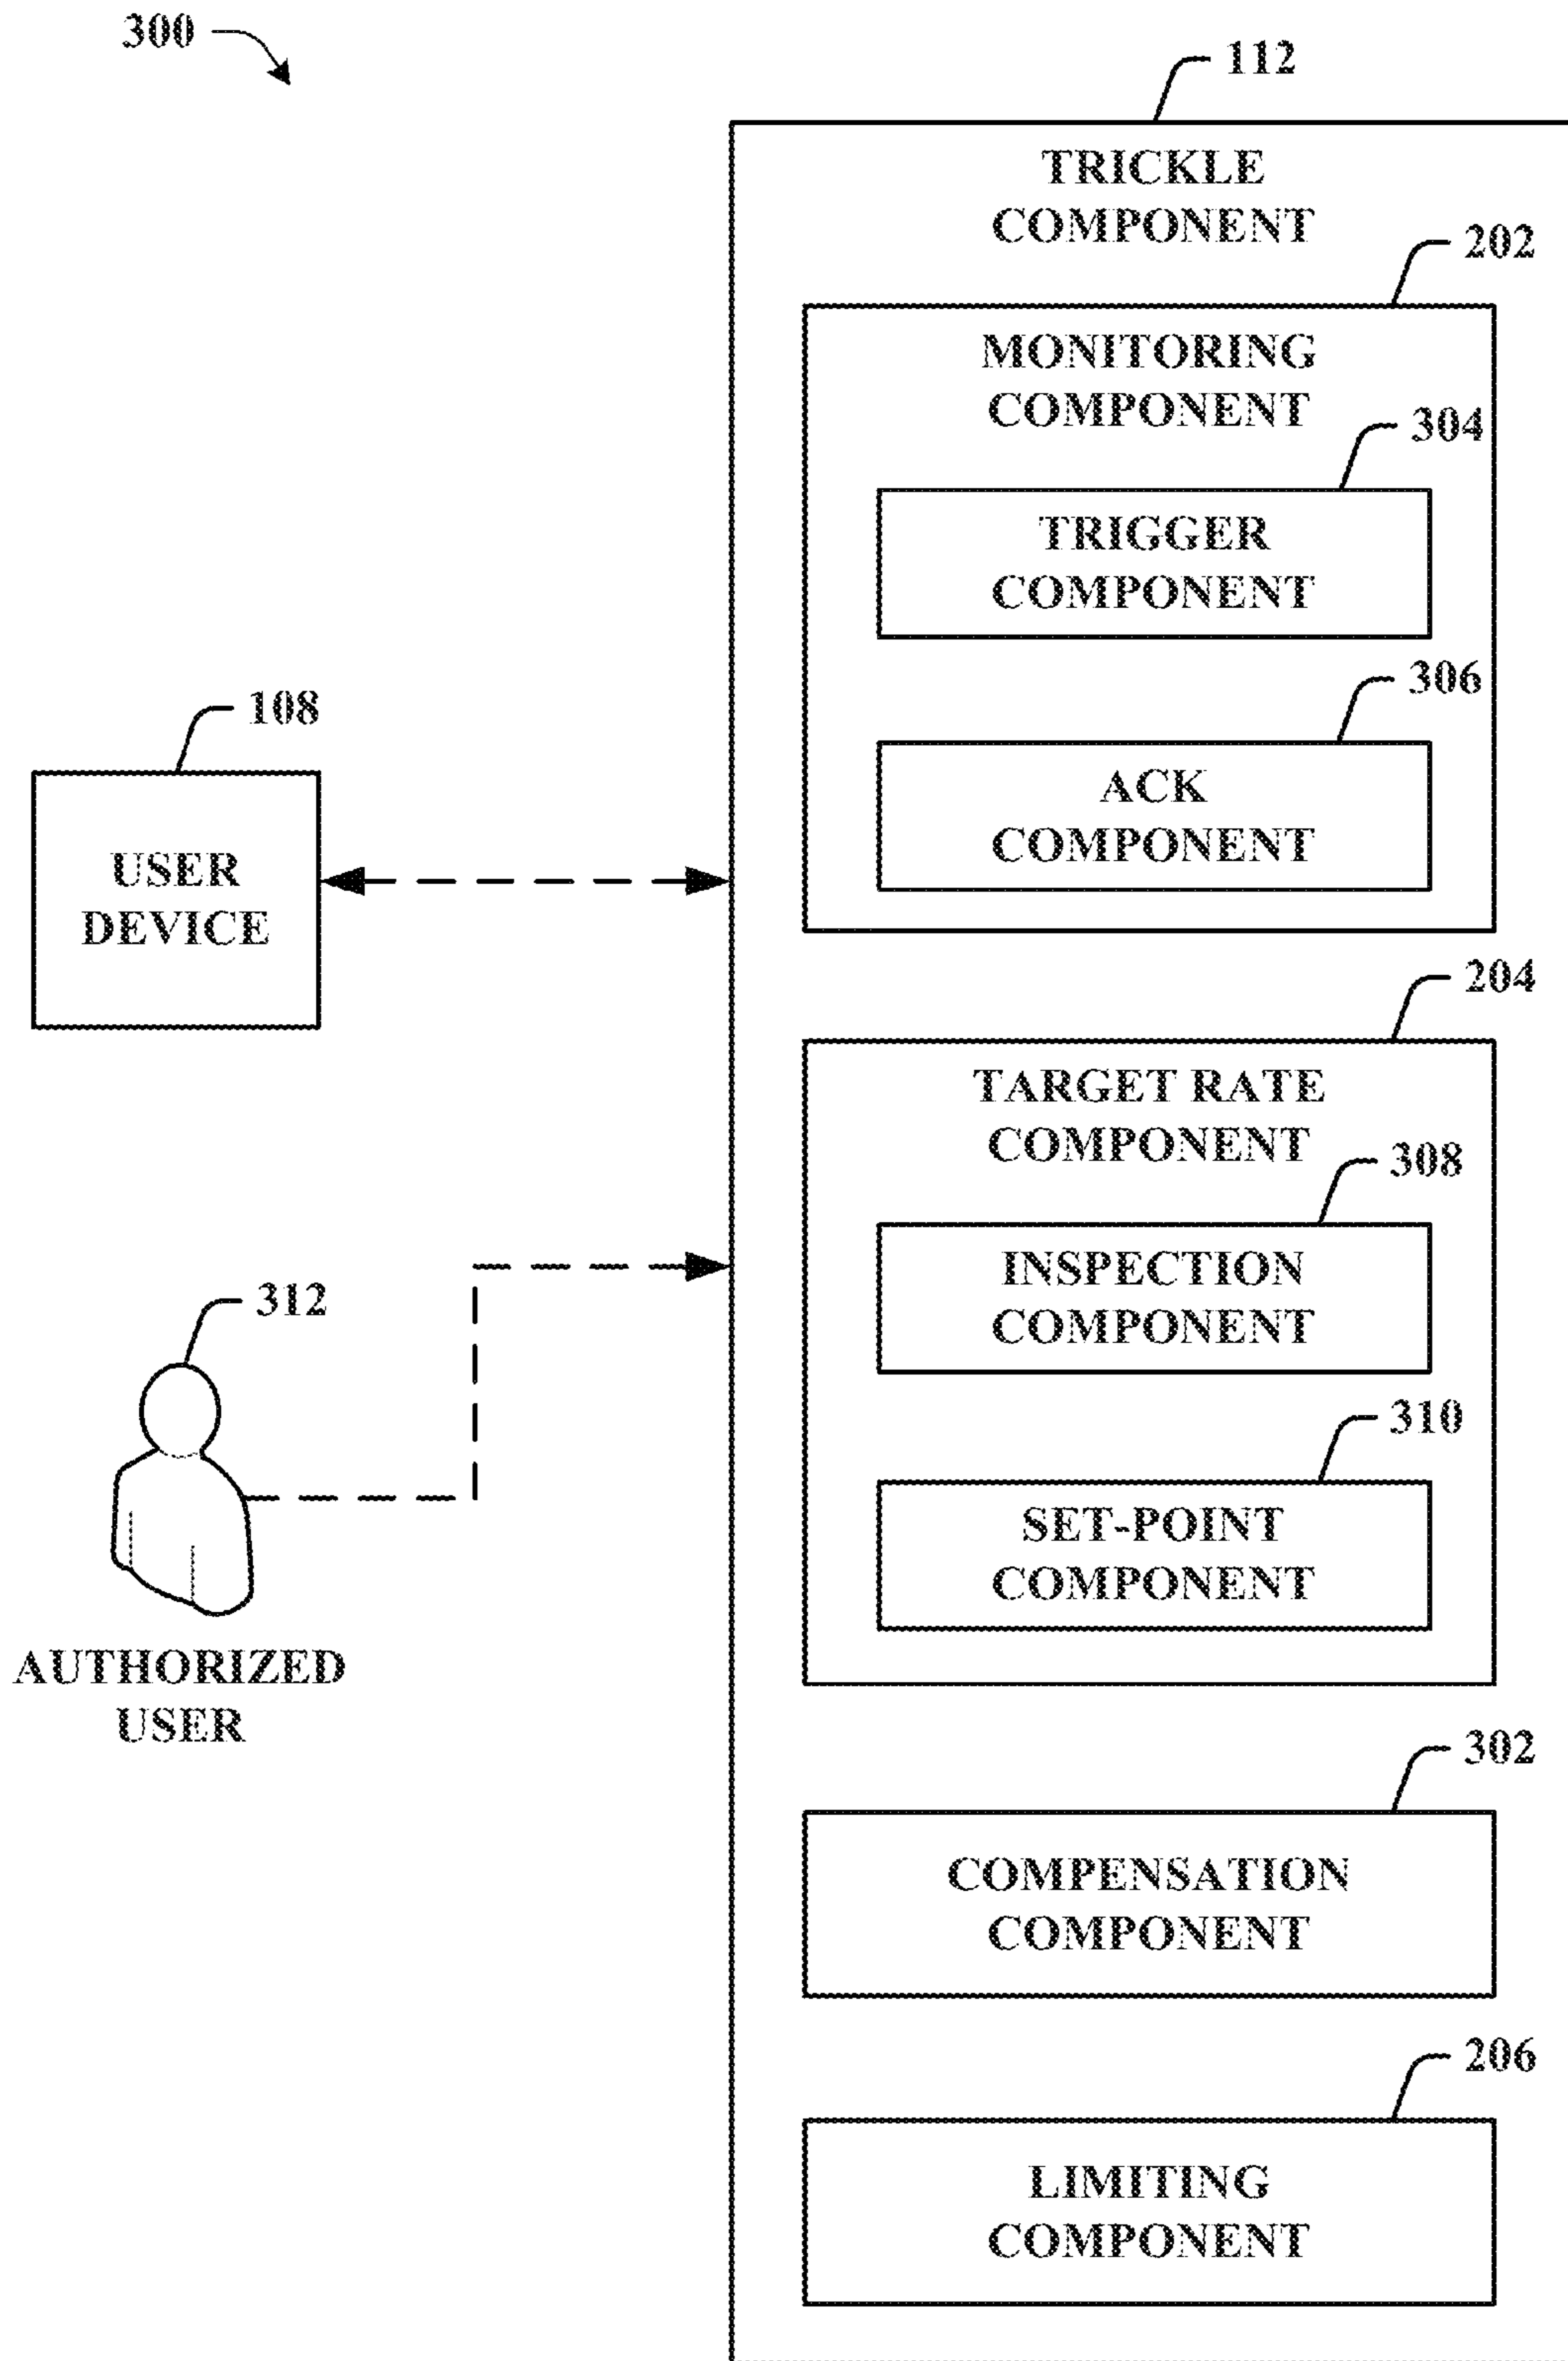 300
112
TRICKLE
COMPONENT
202
MONITORING
COMPONENT
304
TRIGGER
COMPONENT
306
ACK
COMPONENT
108
USER
DEVICE
204
TARGET RATE
COMPONENT
308
INSPECTION
COMPONENT
312
310
SET-POINT
COMPONENT
AUTHORIZED
USER
302
COMPENSATION
COMPONENT
206
LIMITING
COMPONENT